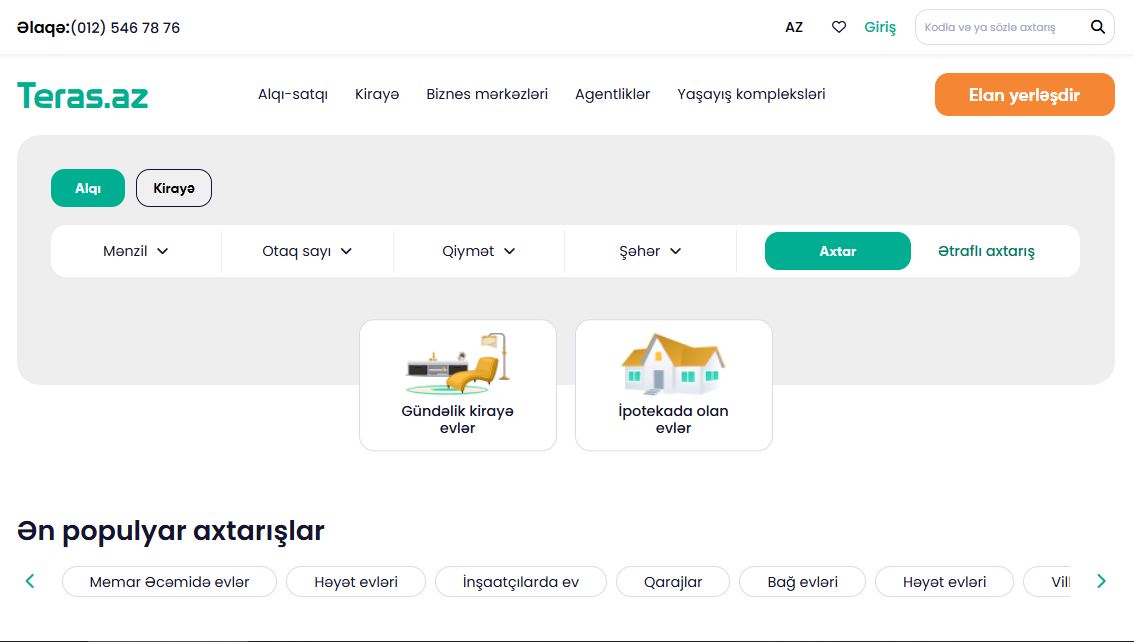 Əlaqə:(012) 546 78 76
AZ
Giriş
Kodla və ya sözlə axtarış
Teras.az
Alqı-satqı
Kirayə
Biznes mərkəzləri
Agentliklər
Yaşayış kompleksləri
Elan yerləşdir
Alqı
Kirayə
Mənzil
Otaq sayı
Qiymət
Şəhər
Axtar
Ətraflı axtarış
Gündəlik kirayə
evlər
İpotekada olan
evlər
Ən populyar axtarışlar
Memar Əcəmidə evlər
Həyət evləri
İnşaatçılarda ev
Qarajlar
Bağ evləri
Həyət evləri